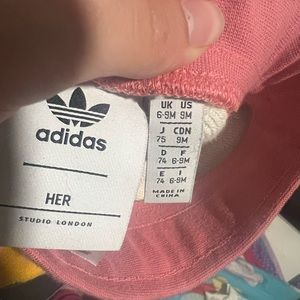 adidas
HER
STUDIO LONDON
UK US
6-9M 9M
J CDN
75 9M
D F
74 6-9M
E I
74 6-9M
MADE IN
CHINA